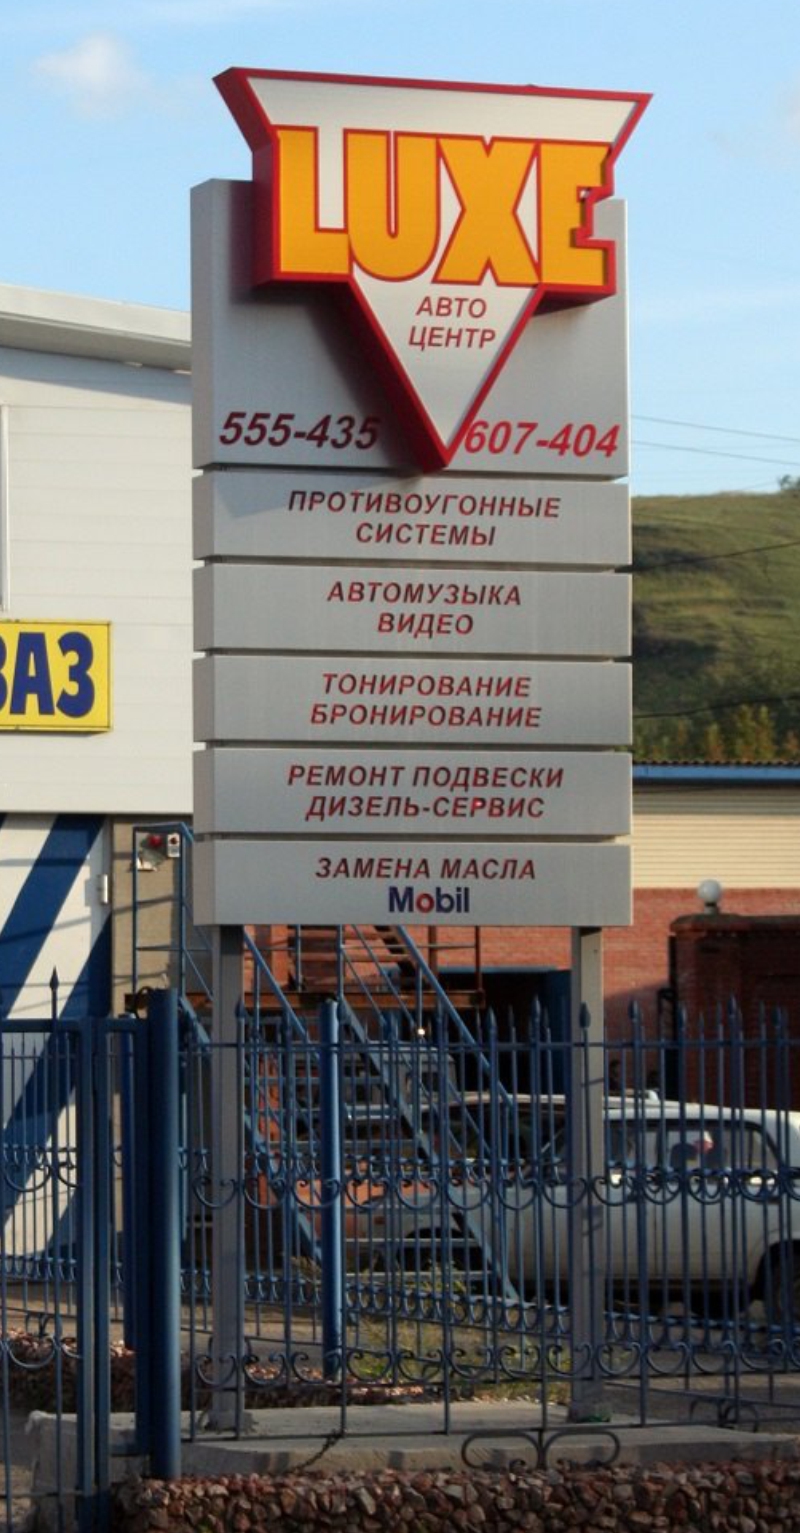 LUXE
АВТО
ЦЕНТР
555-435 607-404
ПРОТИВОУГОННЫЕ
СИСТЕМЫ
АВТОМУЗЫКА
ВИДЕО
ТОНИРОВАНИЕ
БРОНИРОВАНИЕ
РЕМОНТ ПОДВЕСКИ
ДИЗЕЛЬ-СЕРВИС
ЗАМЕНА МАСЛА
Mobil